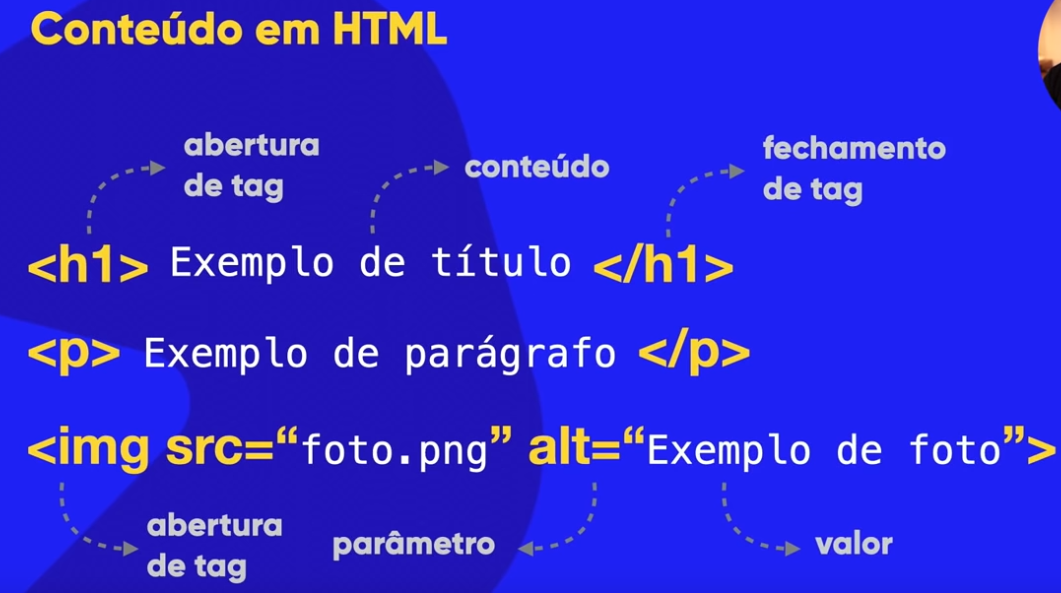 Conteúdo em HTML
abertura
de tag
conteúdo
fechamento
de tag
<h1> Exemplo de título </h1>
<p> Exemplo de parágrafo </p>
<img src=“foto.png” alt=“Exemplo de foto”>
abertura
de tag
parâmetro
valor